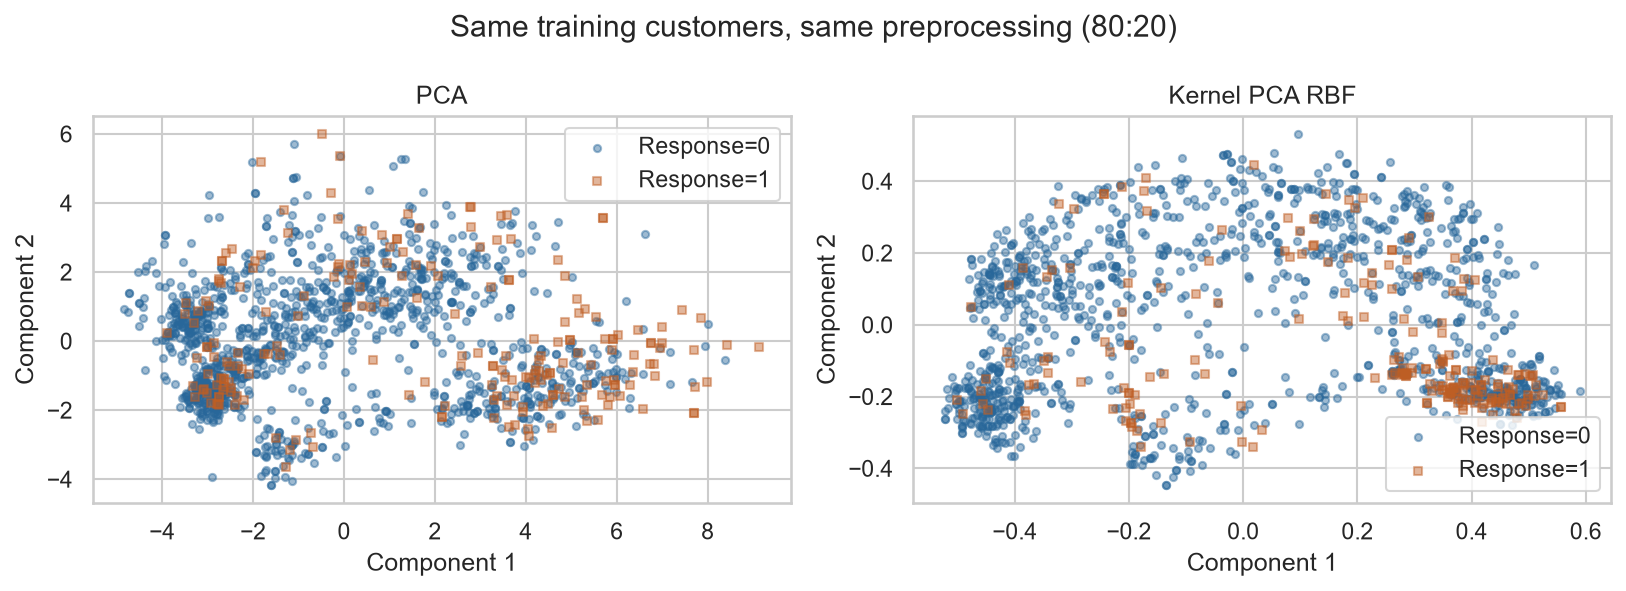 Same training customers, same preprocessing (80:20)
PCA
Response=0
Response=1
6
4
2
0
−2
−4
Component 2
−4
−2
0
2
4
6
8
Component 1
Kernel PCA RBF
0.4
0.2
0.0
−0.2
−0.4
Component 2
Response=0
Response=1
−0.4
−0.2
0.0
0.2
0.4
0.6
Component 1